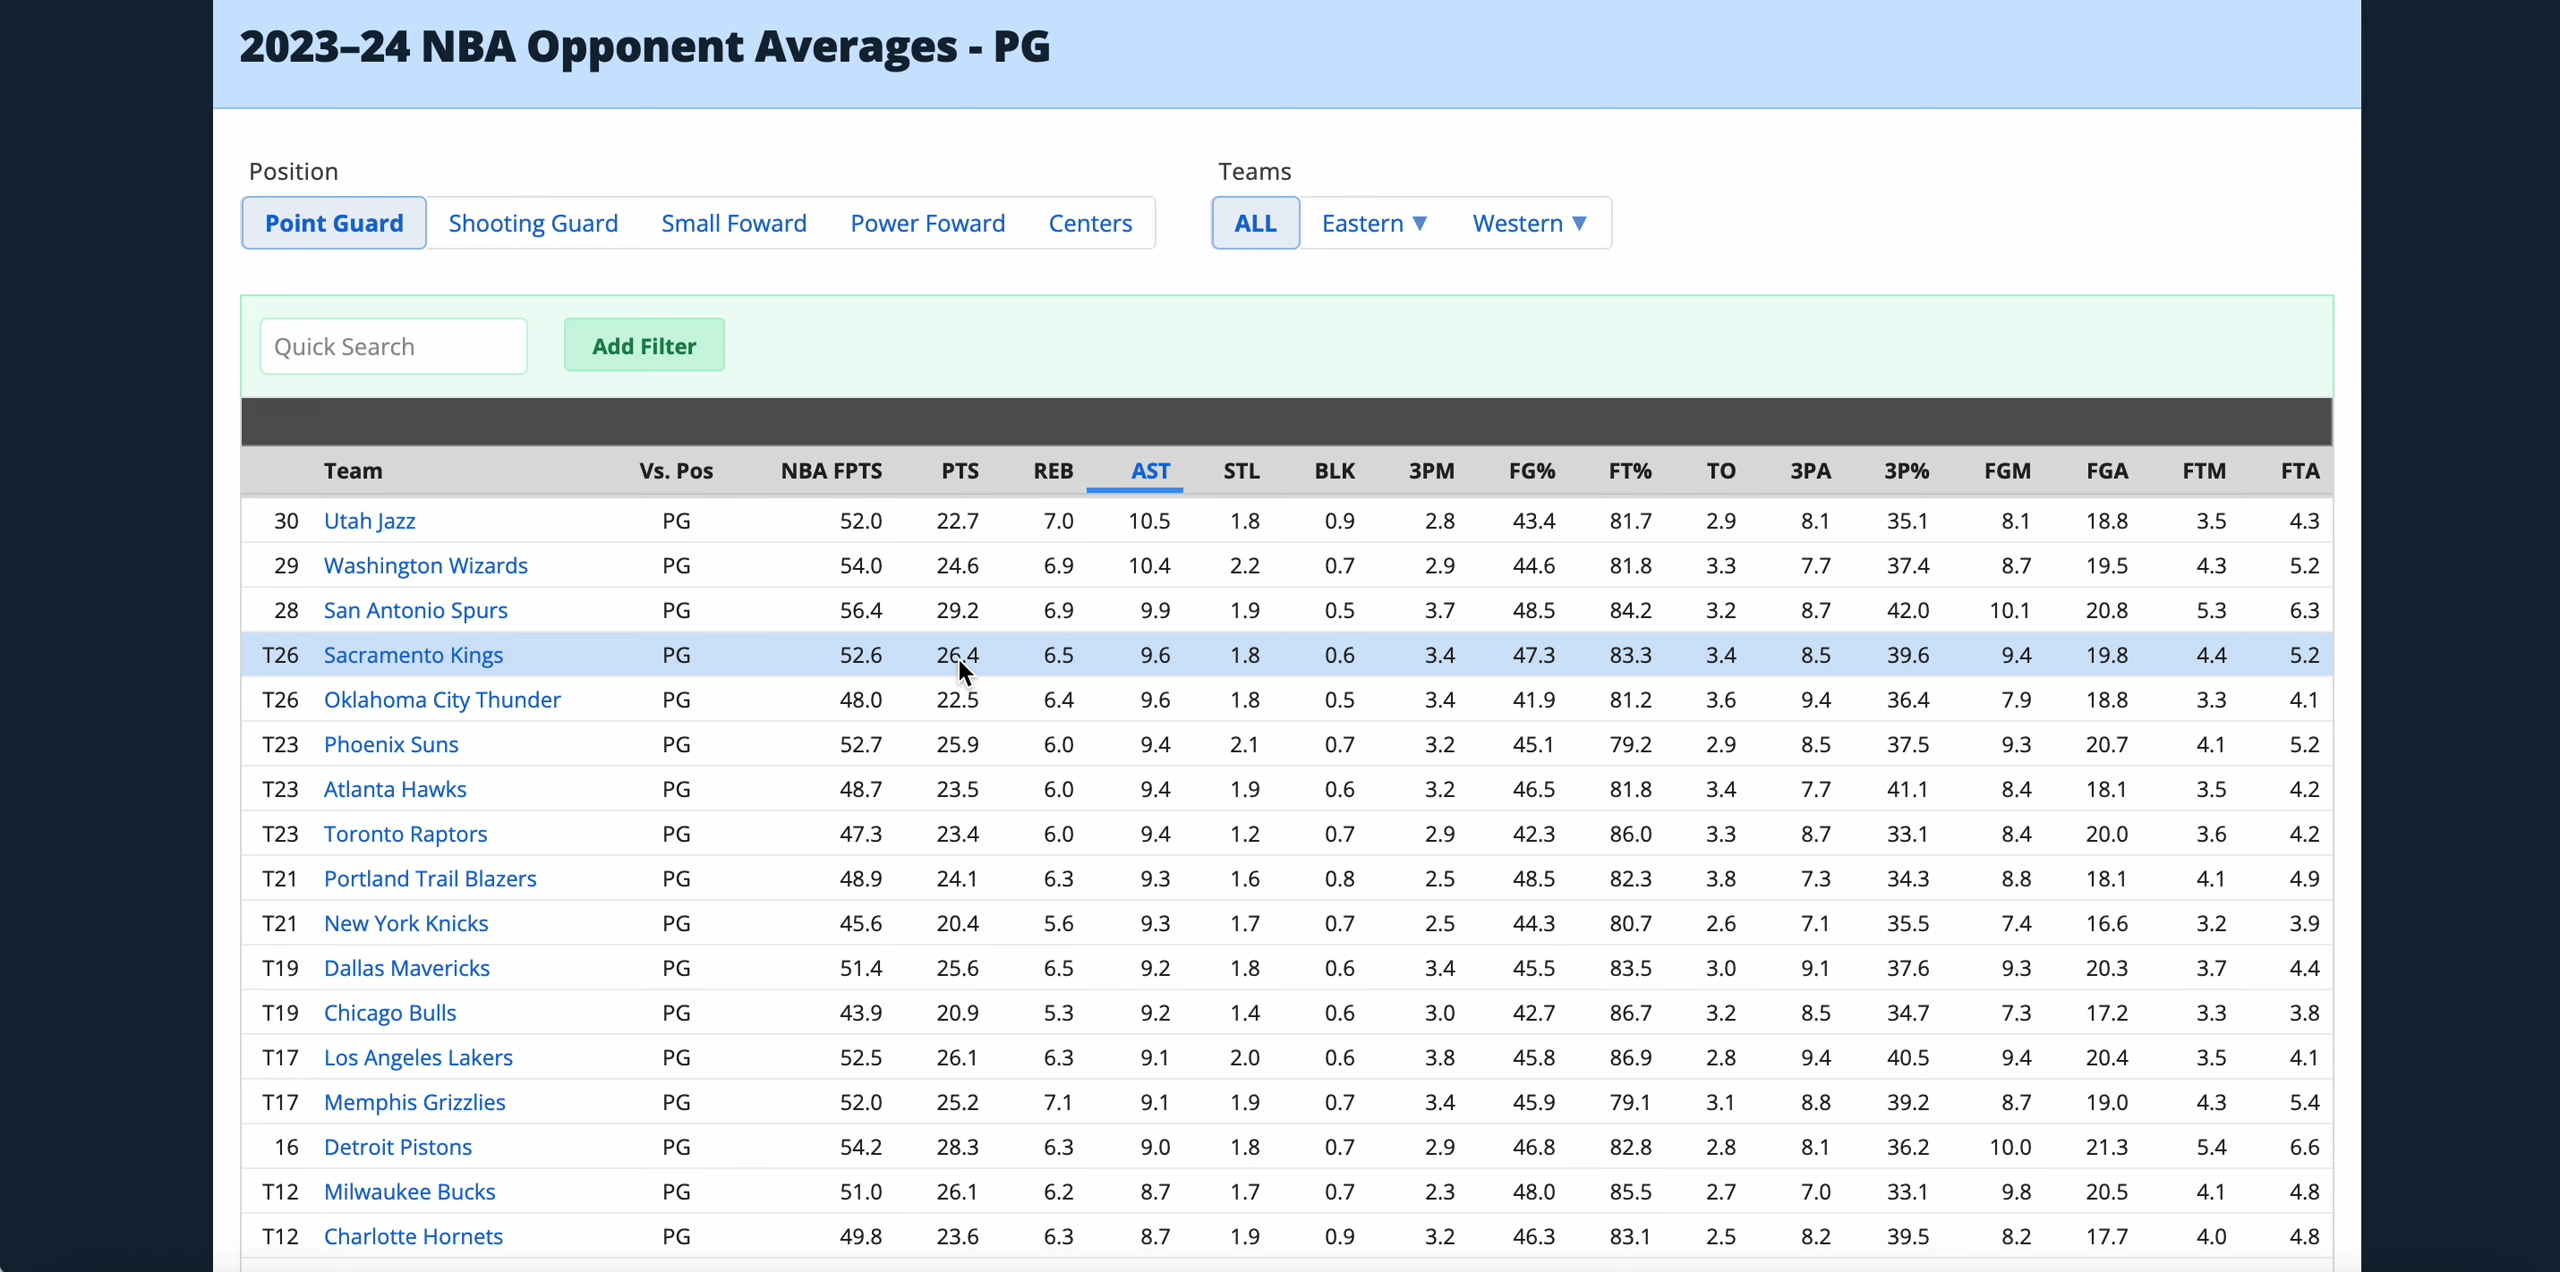 2023–24 NBA Opponent Averages - PG
Position Teams
Point Guard Shooting Guard Small Foward Power Foward Centers ALL Eastern ▼ Western ▼
Quick Search Add Filter
Team Vs. Pos NBA FPTS PTS REB AST STL BLK 3PM FG% FT% TO 3PA 3P% FGM FGA FTM FTA
30 Utah Jazz PG 52.0 22.7 7.0 10.5 1.8 0.9 2.8 43.4 81.7 2.9 8.1 35.1 8.1 18.8 3.5 4.3
29 Washington Wizards PG 54.0 24.6 6.9 10.4 2.2 0.7 2.9 44.6 81.8 3.3 7.7 37.4 8.7 19.5 4.3 5.2
28 San Antonio Spurs PG 56.4 29.2 6.9 9.9 1.9 0.5 3.7 48.5 84.2 3.2 8.7 42.0 10.1 20.8 5.3 6.3
T26 Sacramento Kings PG 52.6 26.4 6.5 9.6 1.8 0.6 3.4 47.3 83.3 3.4 8.5 39.6 9.4 19.8 4.4 5.2
T26 Oklahoma City Thunder PG 48.0 22.5 6.4 9.6 1.8 0.5 3.4 41.9 81.2 3.6 9.4 36.4 7.9 18.8 3.3 4.1
T23 Phoenix Suns PG 52.7 25.9 6.0 9.4 2.1 0.7 3.2 45.1 79.2 2.9 8.5 37.5 9.3 20.7 4.1 5.2
T23 Atlanta Hawks PG 48.7 23.5 6.0 9.4 1.9 0.6 3.2 46.5 81.8 3.4 7.7 41.1 8.4 18.1 3.5 4.2
T23 Toronto Raptors PG 47.3 23.4 6.0 9.4 1.2 0.7 2.9 42.3 86.0 3.3 8.7 33.1 8.4 20.0 3.6 4.2
T21 Portland Trail Blazers PG 48.9 24.1 6.3 9.3 1.6 0.8 2.5 48.5 82.3 3.8 7.3 34.3 8.8 18.1 4.1 4.9
T21 New York Knicks PG 45.6 20.4 5.6 9.3 1.7 0.7 2.5 44.3 80.7 2.6 7.1 35.5 7.4 16.6 3.2 3.9
T19 Dallas Mavericks PG 51.4 25.6 6.5 9.2 1.8 0.6 3.4 45.5 83.5 3.0 9.1 37.6 9.3 20.3 3.7 4.4
T19 Chicago Bulls PG 43.9 20.9 5.3 9.2 1.4 0.6 3.0 42.7 86.7 3.2 8.5 34.7 7.3 17.2 3.3 3.8
T17 Los Angeles Lakers PG 52.5 26.1 6.3 9.1 2.0 0.6 3.8 45.8 86.9 2.8 9.4 40.5 9.4 20.4 3.5 4.1
T17 Memphis Grizzlies PG 52.0 25.2 7.1 9.1 1.9 0.7 3.4 45.9 79.1 3.1 8.8 39.2 8.7 19.0 4.3 5.4
16 Detroit Pistons PG 54.2 28.3 6.3 9.0 1.8 0.7 2.9 46.8 82.8 2.8 8.1 36.2 10.0 21.3 5.4 6.6
T12 Milwaukee Bucks PG 51.0 26.1 6.2 8.7 1.7 0.7 2.3 48.0 85.5 2.7 7.0 33.1 9.8 20.5 4.1 4.8
T12 Charlotte Hornets PG 49.8 23.6 6.3 8.7 1.9 0.9 3.2 46.3 83.1 2.5 8.2 39.5 8.2 17.7 4.0 4.8